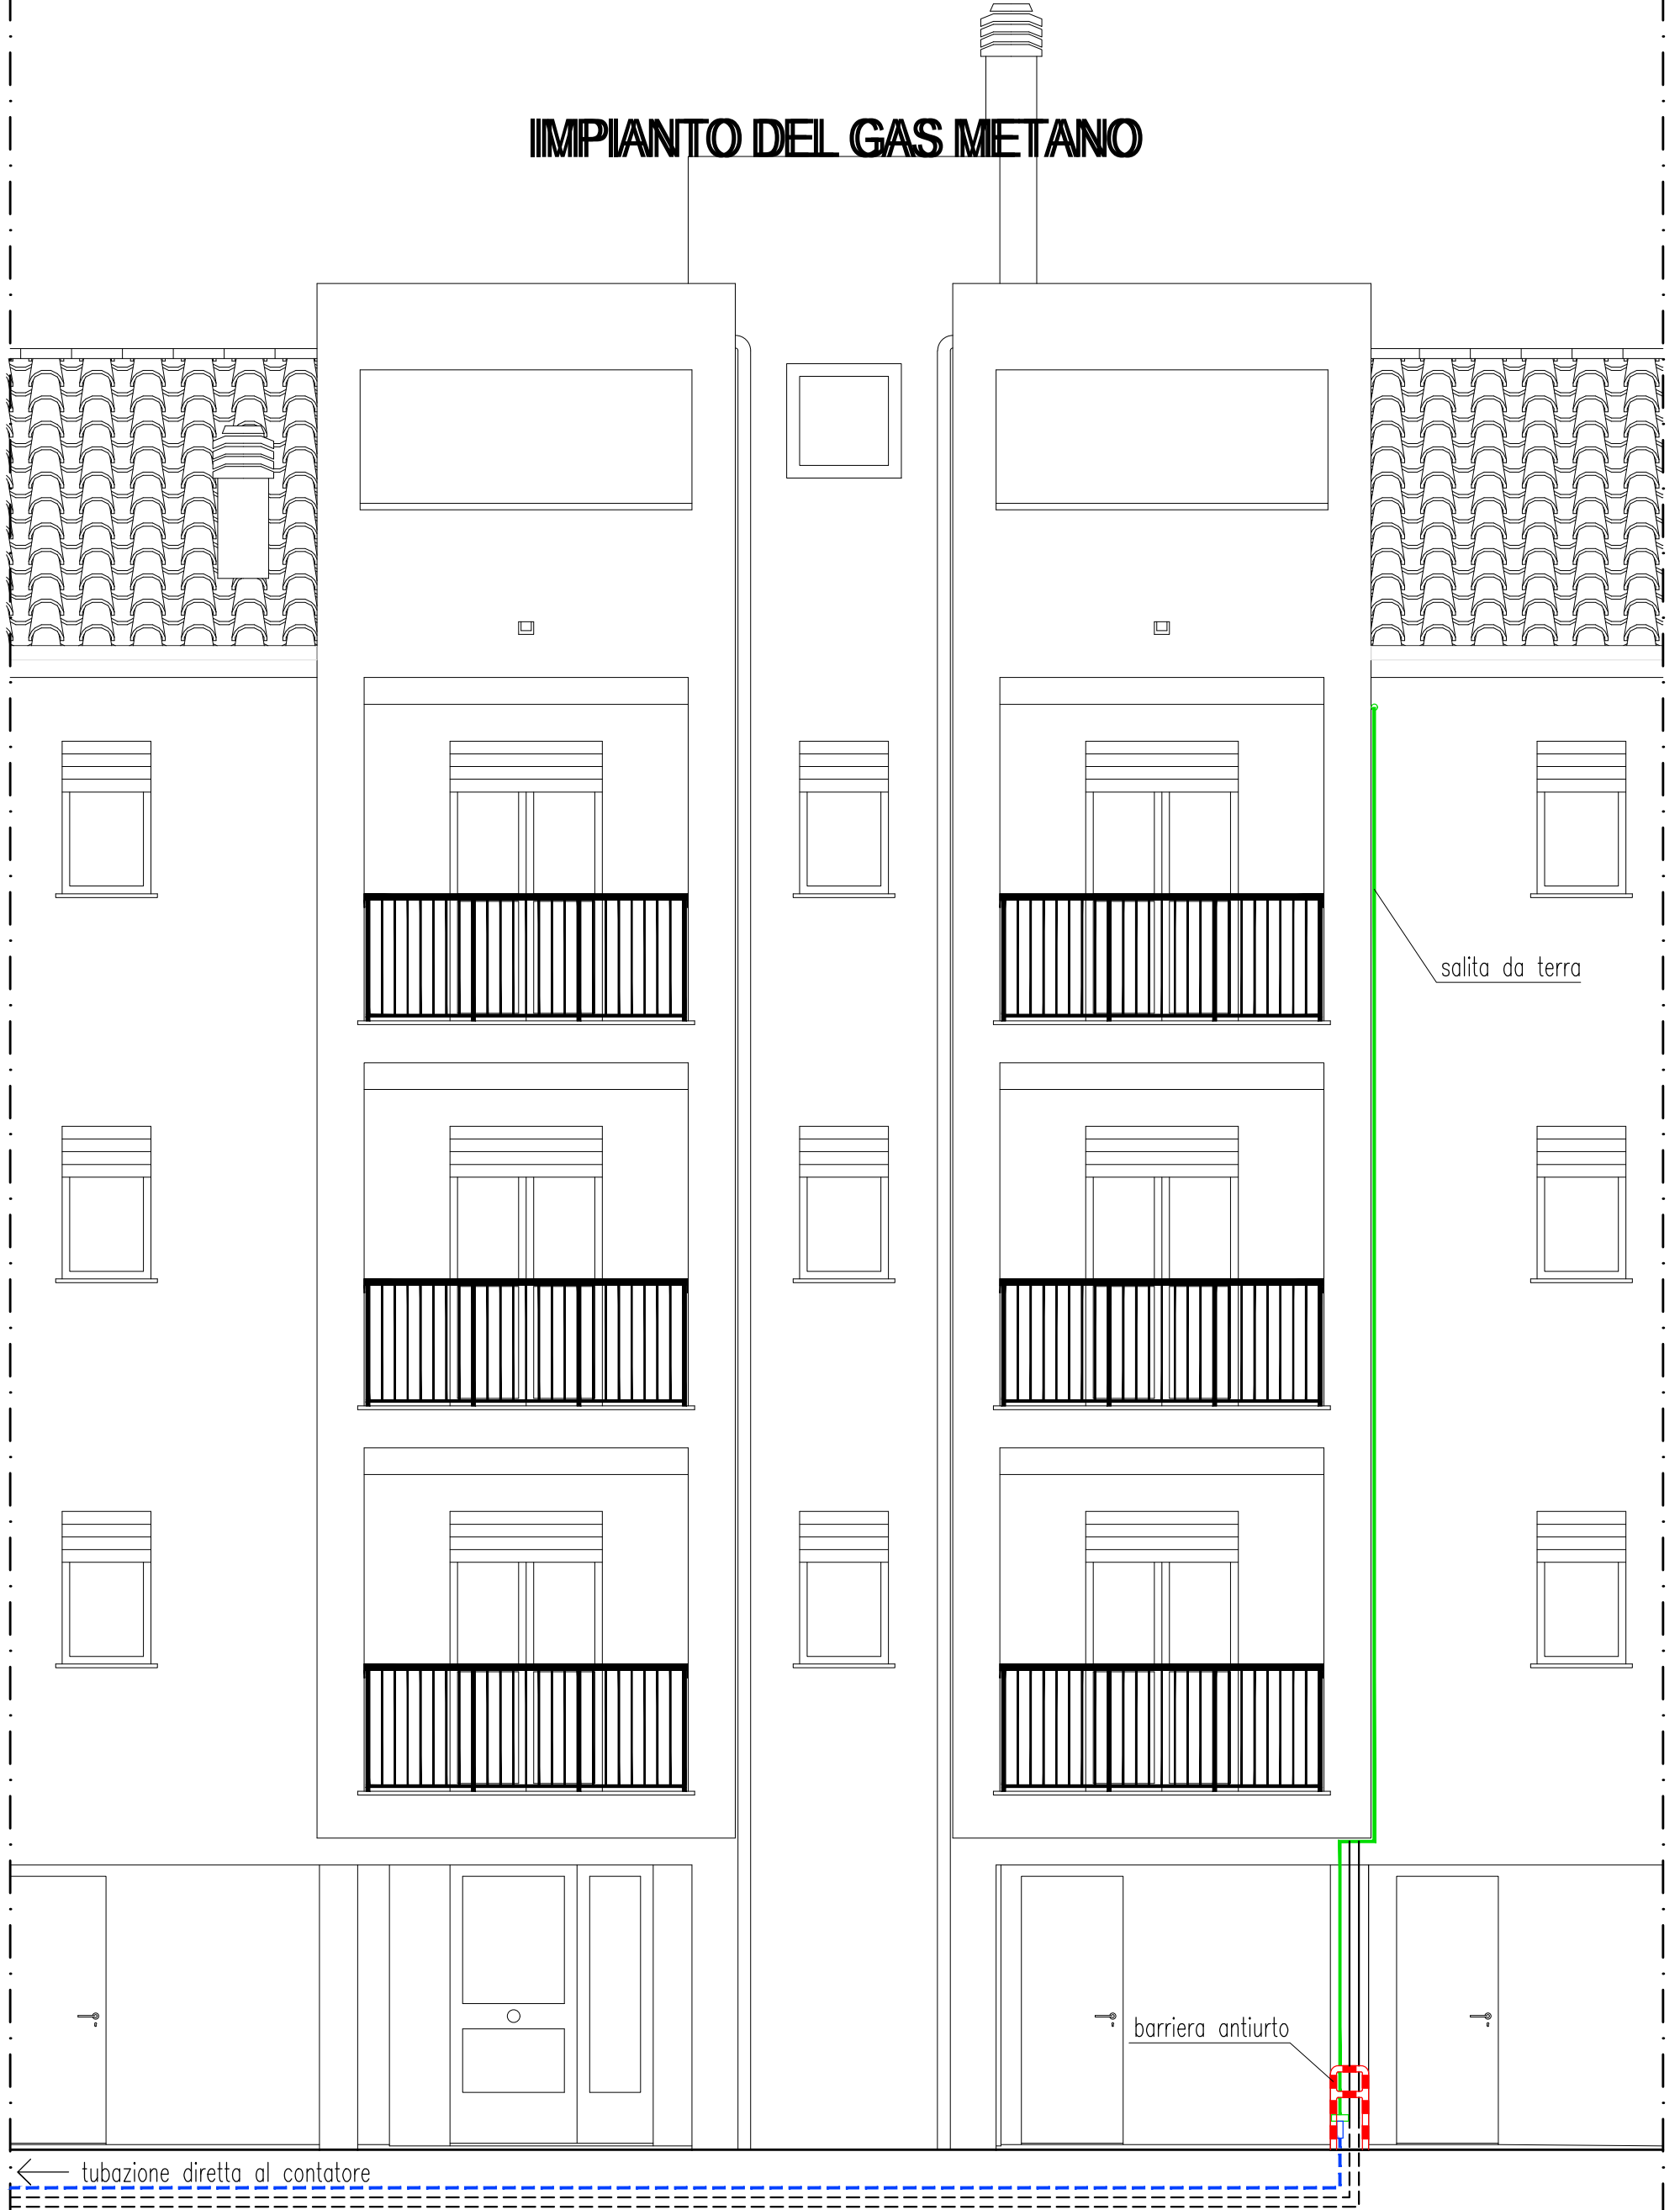 IMPIANTO DEL GAS METANO
salita da terra
barriera antiurto
tubazione diretta al contatore